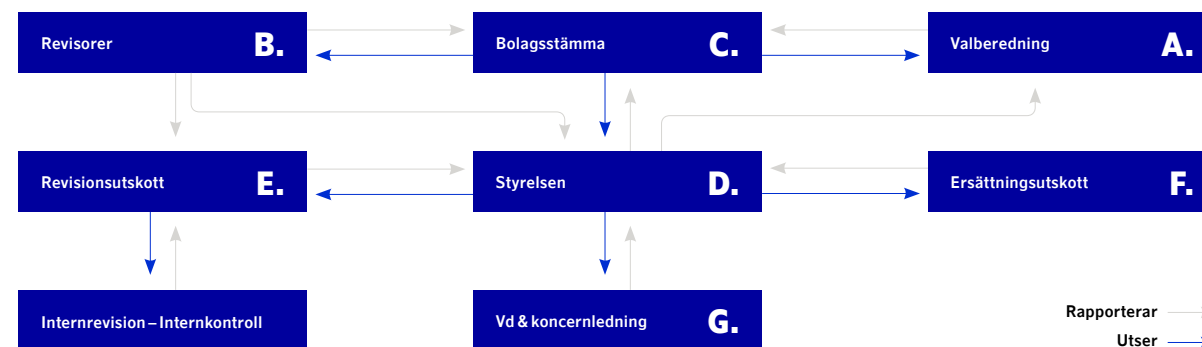 Revisorer B.
Bolagsstämma C.
Valberedning A.
Revisionsutskott E.
Styrelsen D.
Ersättningsutskott F.
Internrevision – Internkontroll
Vd & koncernledning G.
Rapporterar
Utser